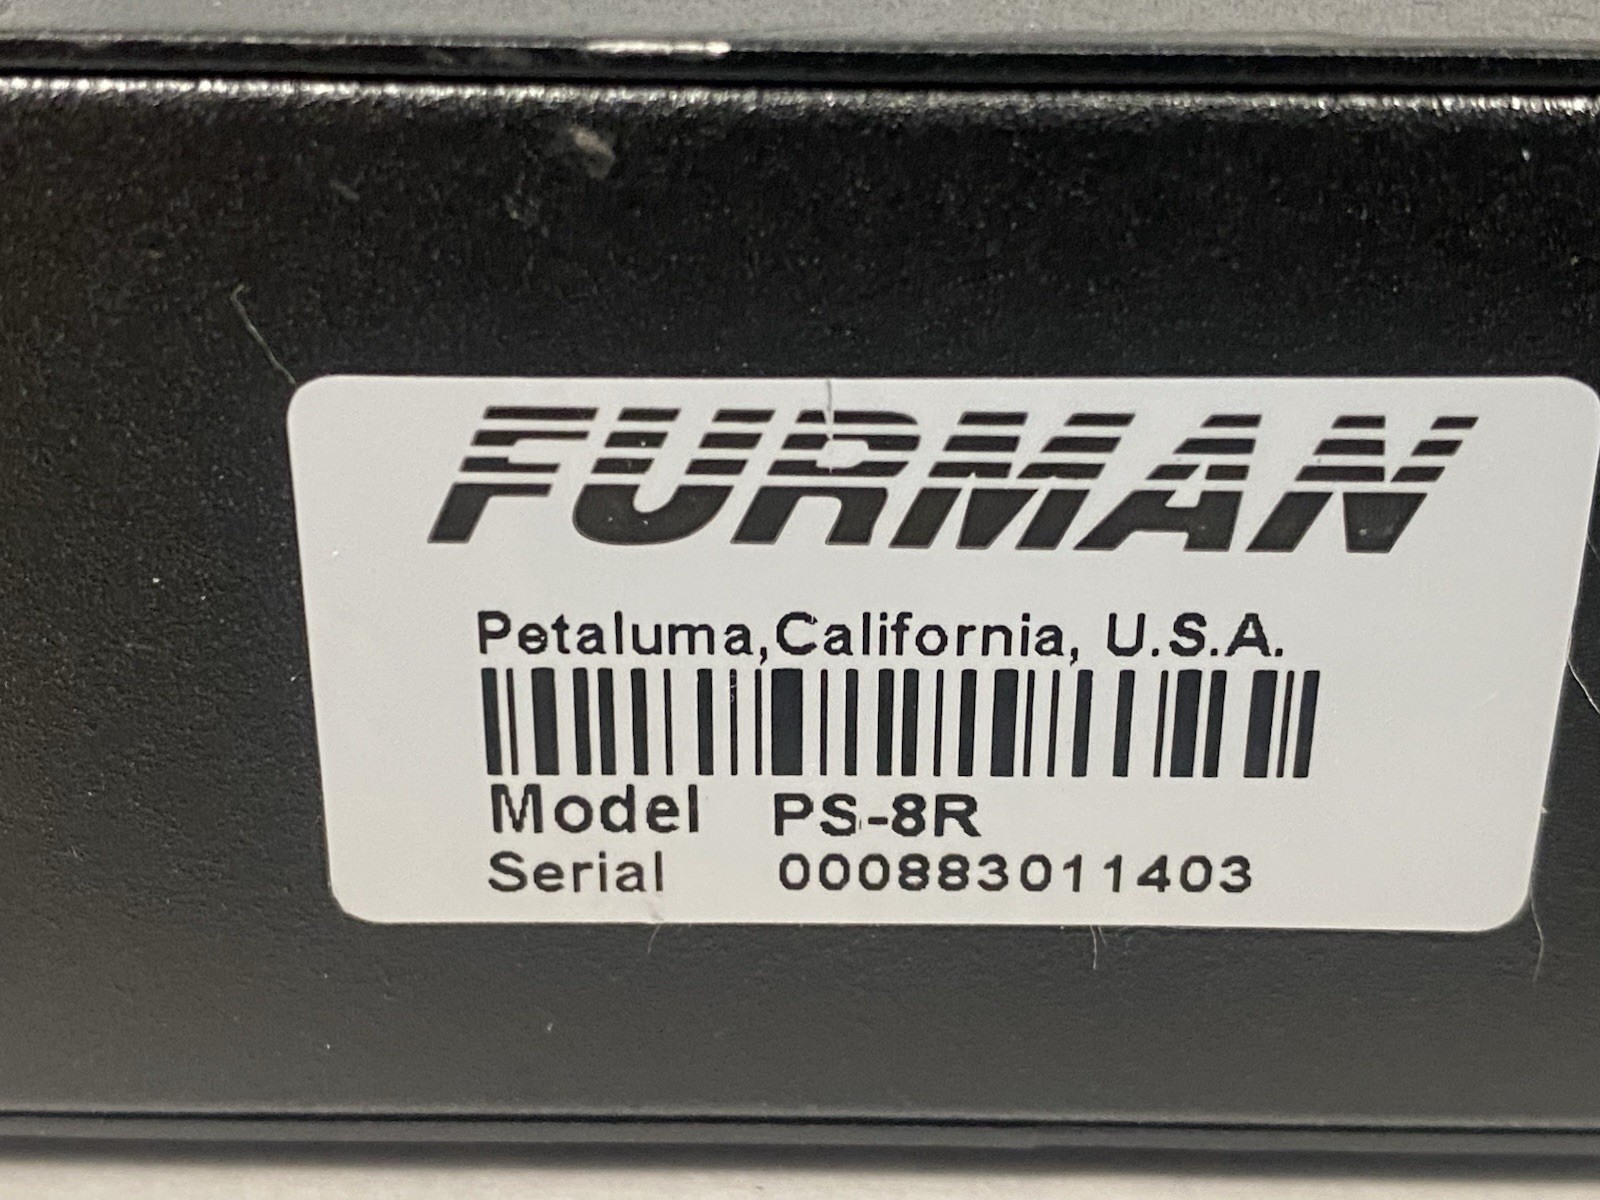 FURMAN
Petaluma,California, U.S.A.
Model PS-8R
Serial 000883011403